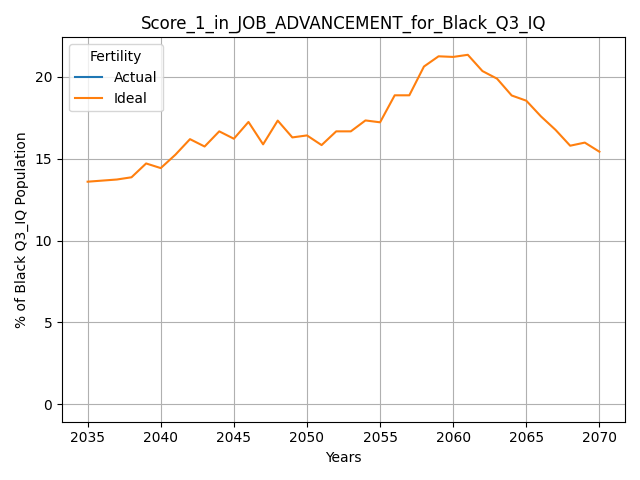 Score_1_in_JOB_ADVANCEMENT_for_Black_Q3_IQ
Fertility
Actual
Ideal
% of Black Q3_IQ Population
20
15
10
5
0
2035 2040 2045 2050 2055 2060 2065 2070
Years